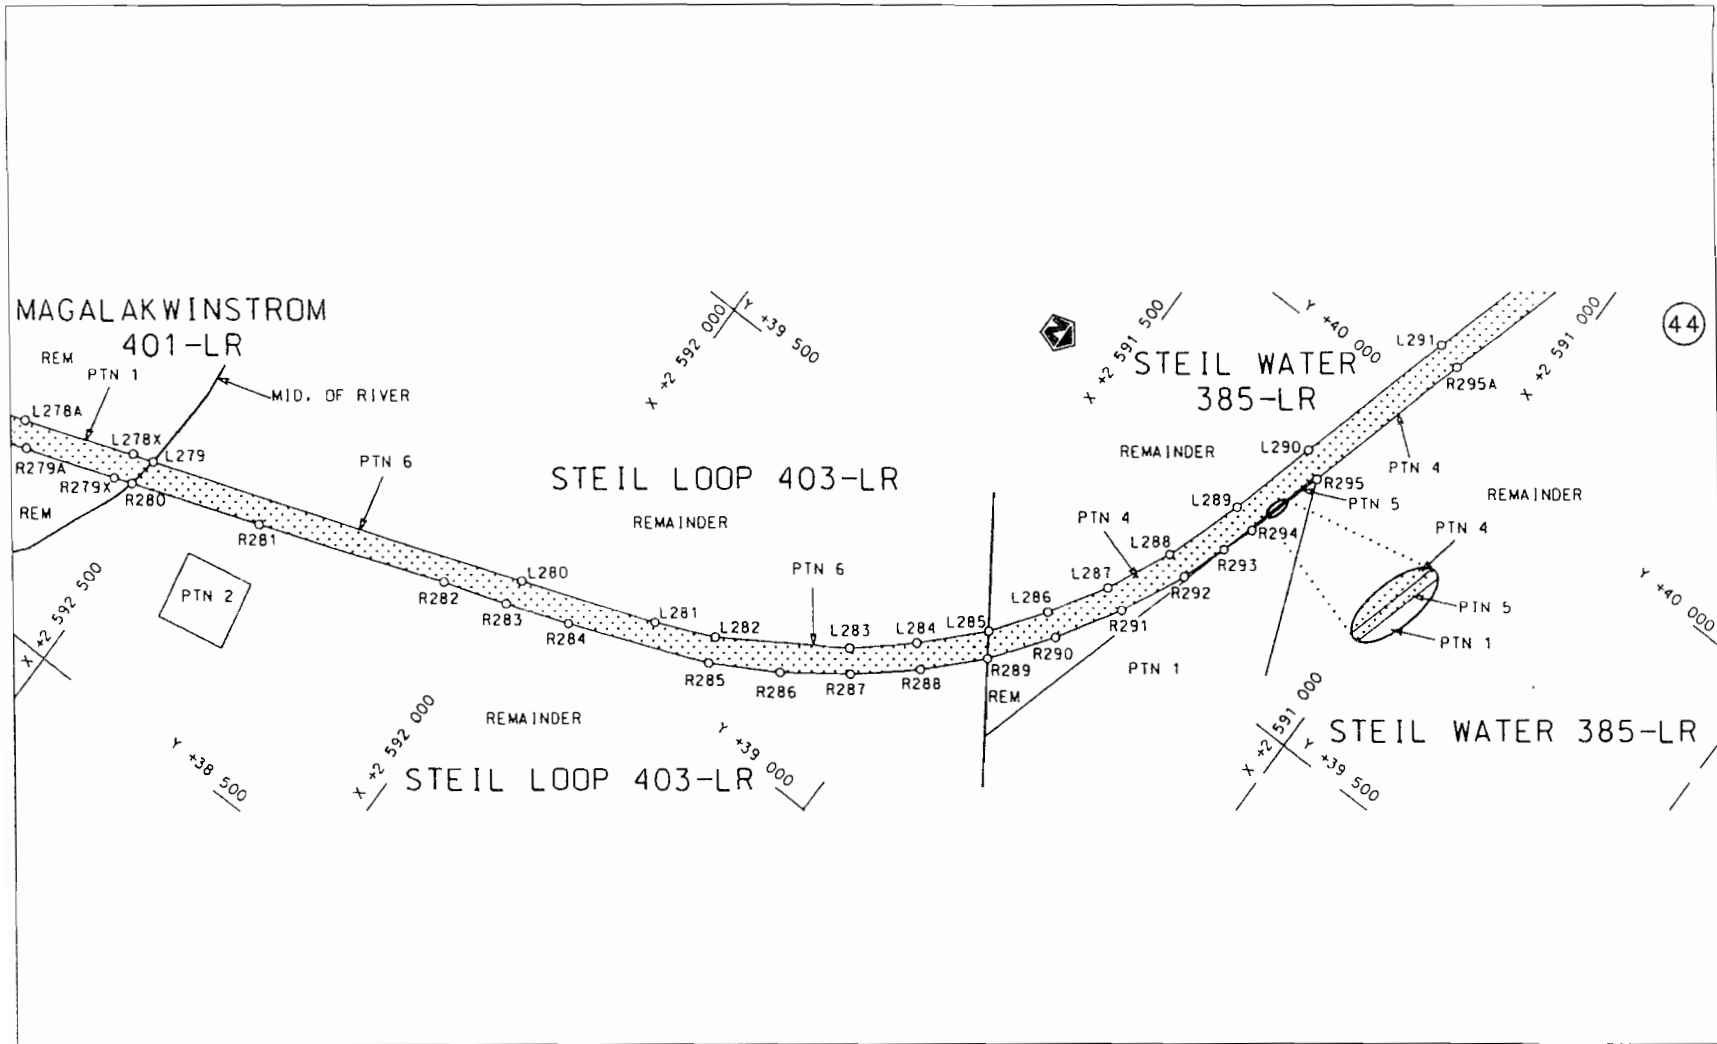 MAGALAKWINSTROM
401-LR
REM
PTN 1
MID. OF RIVER
L278A
L278X
L279
R279A
R279X
R280
REM
R281
PTN 6
PTN 2
X +2 592 500
Y +38 500
X +2 592 000
Y +39 500
STEIL LOOP 403-LR
REMAINDER
L280
R282
R283
R284
L281
L282
PTN 6
L283
L284
L285
R285
R286
R287
R288
R289
REMAINDER
STEIL LOOP 403-LR
X +2 592 000
Y +39 000
N
X +2 591 500
Y +40 000
STEIL WATER
385-LR
REMAINDER
L286
L287
L288
L289
L290
L291
PTN 4
R290
R291
R292
R293
R294
R295
R295A
REM
PTN 1
PTN 4
PTN 5
REMAINDER
PTN 4
PTN 5
PTN 1
X +2 591 000
44
Y +40 000
STEIL WATER 385-LR
X +2 591 000
Y +39 500